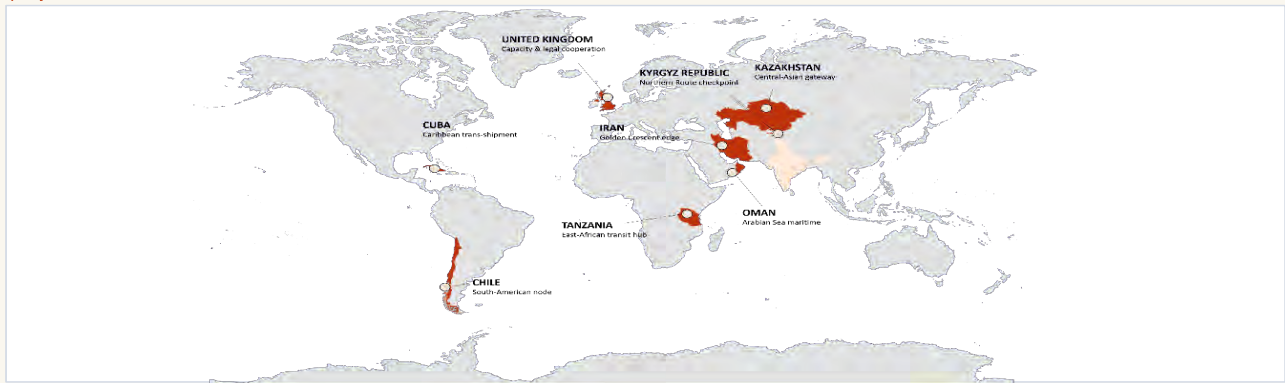 UNITED KINGDOM
Capacity & legal cooperation
KYRGYZ REPUBLIC
Northern Route checkpoint
KAZAKHSTAN
Central-Asian gateway
CUBA
Caribbean trans-shipment
IRAN
Golden Crescent edge
TANZANIA
East-African transit hub
OMAN
Arabian Sea maritime
CHILE
South-American node